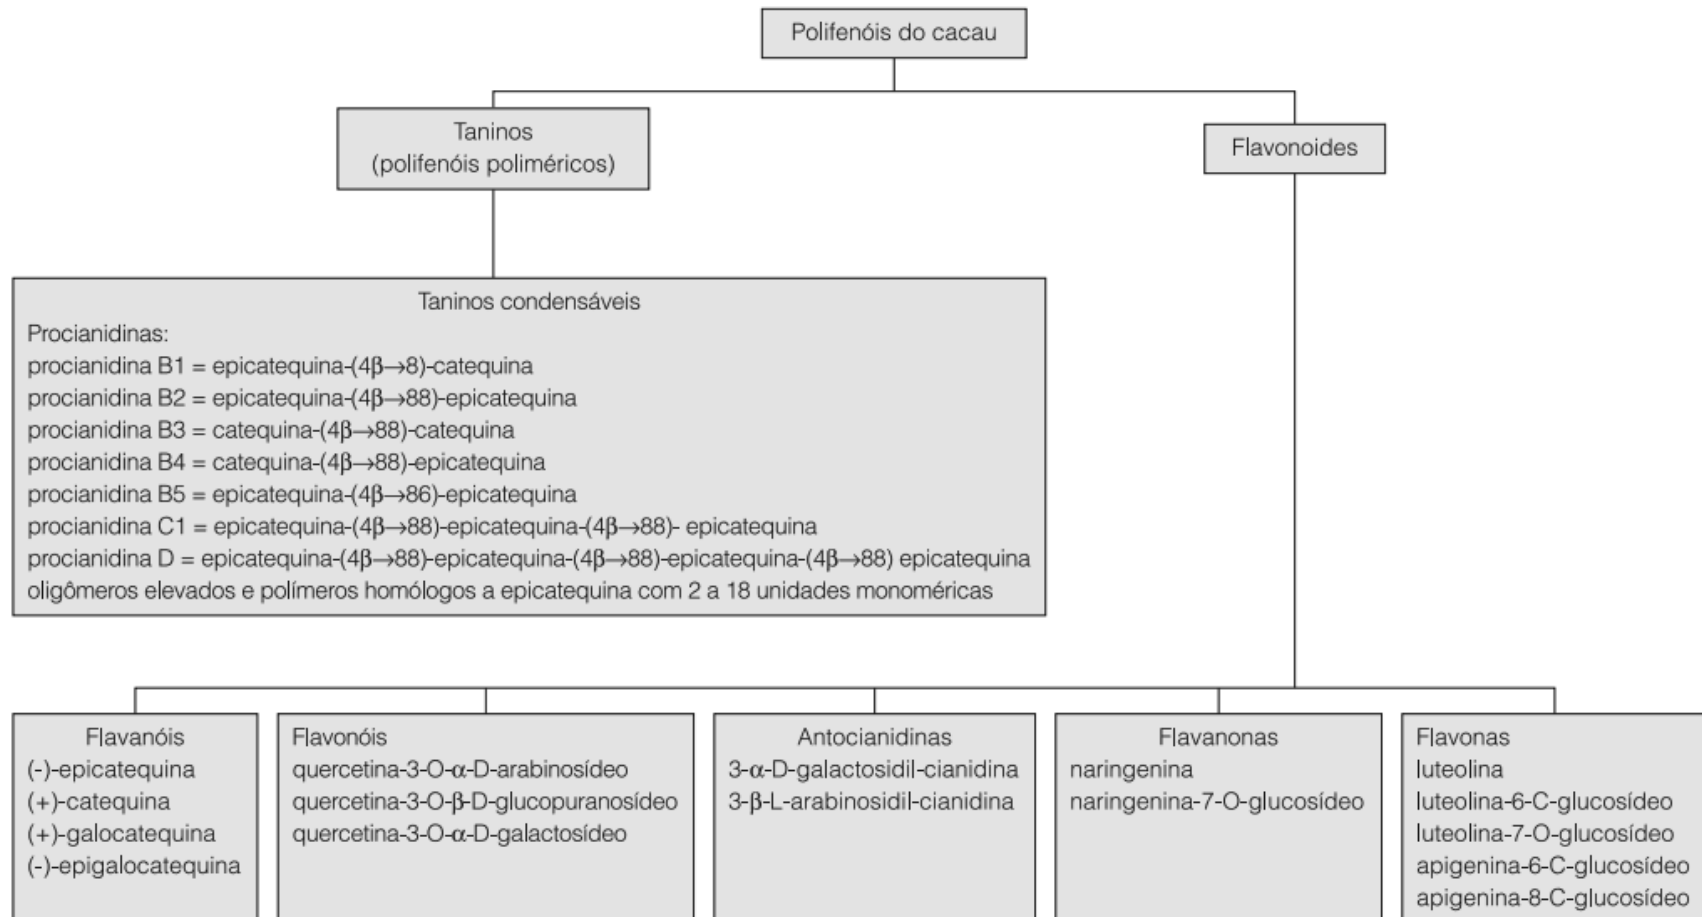 Polifenóis do cacau
Taninos
(polifenóis poliméricos)
Flavonoides
Taninos condensáveis
Procianidinas:
procianidina B1 = epicatequina-(4β→8)-catequina
procianidina B2 = epicatequina-(4β→88)-epicatequina
procianidina B3 = catequina-(4β→88)-catequina
procianidina B4 = catequina-(4β→88)-epicatequina
procianidina B5 = epicatequina-(4β→86)-epicatequina
procianidina C1 = epicatequina-(4β→88)-epicatequina-(4β→88)- epicatequina
procianidina D = epicatequina-(4β→88)-epicatequina-(4β→88)-epicatequina-(4β→88) epicatequina
oligômeros elevados e polímeros homólogos a epicatequina com 2 a 18 unidades monoméricas
Flavanóis
(-)-epicatequina
(+)-catequina
(+)-galocatequina
(-)-epigalocatequina
Flavonóis
quercetina-3-O-α-D-arabinosídeo
quercetina-3-O-β-D-glucopuranosídeo
quercetina-3-O-α-D-galactosídeo
Antocianidinas
3-α-D-galactosidil-cianidina
3-β-L-arabinosidil-cianidina
Flavanonas
naringenina
naringenina-7-O-glucosídeo
Flavonas
luteolina
luteolina-6-C-glucosídeo
luteolina-7-O-glucosídeo
apigenina-6-C-glucosídeo
apigenina-8-C-glucosídeo